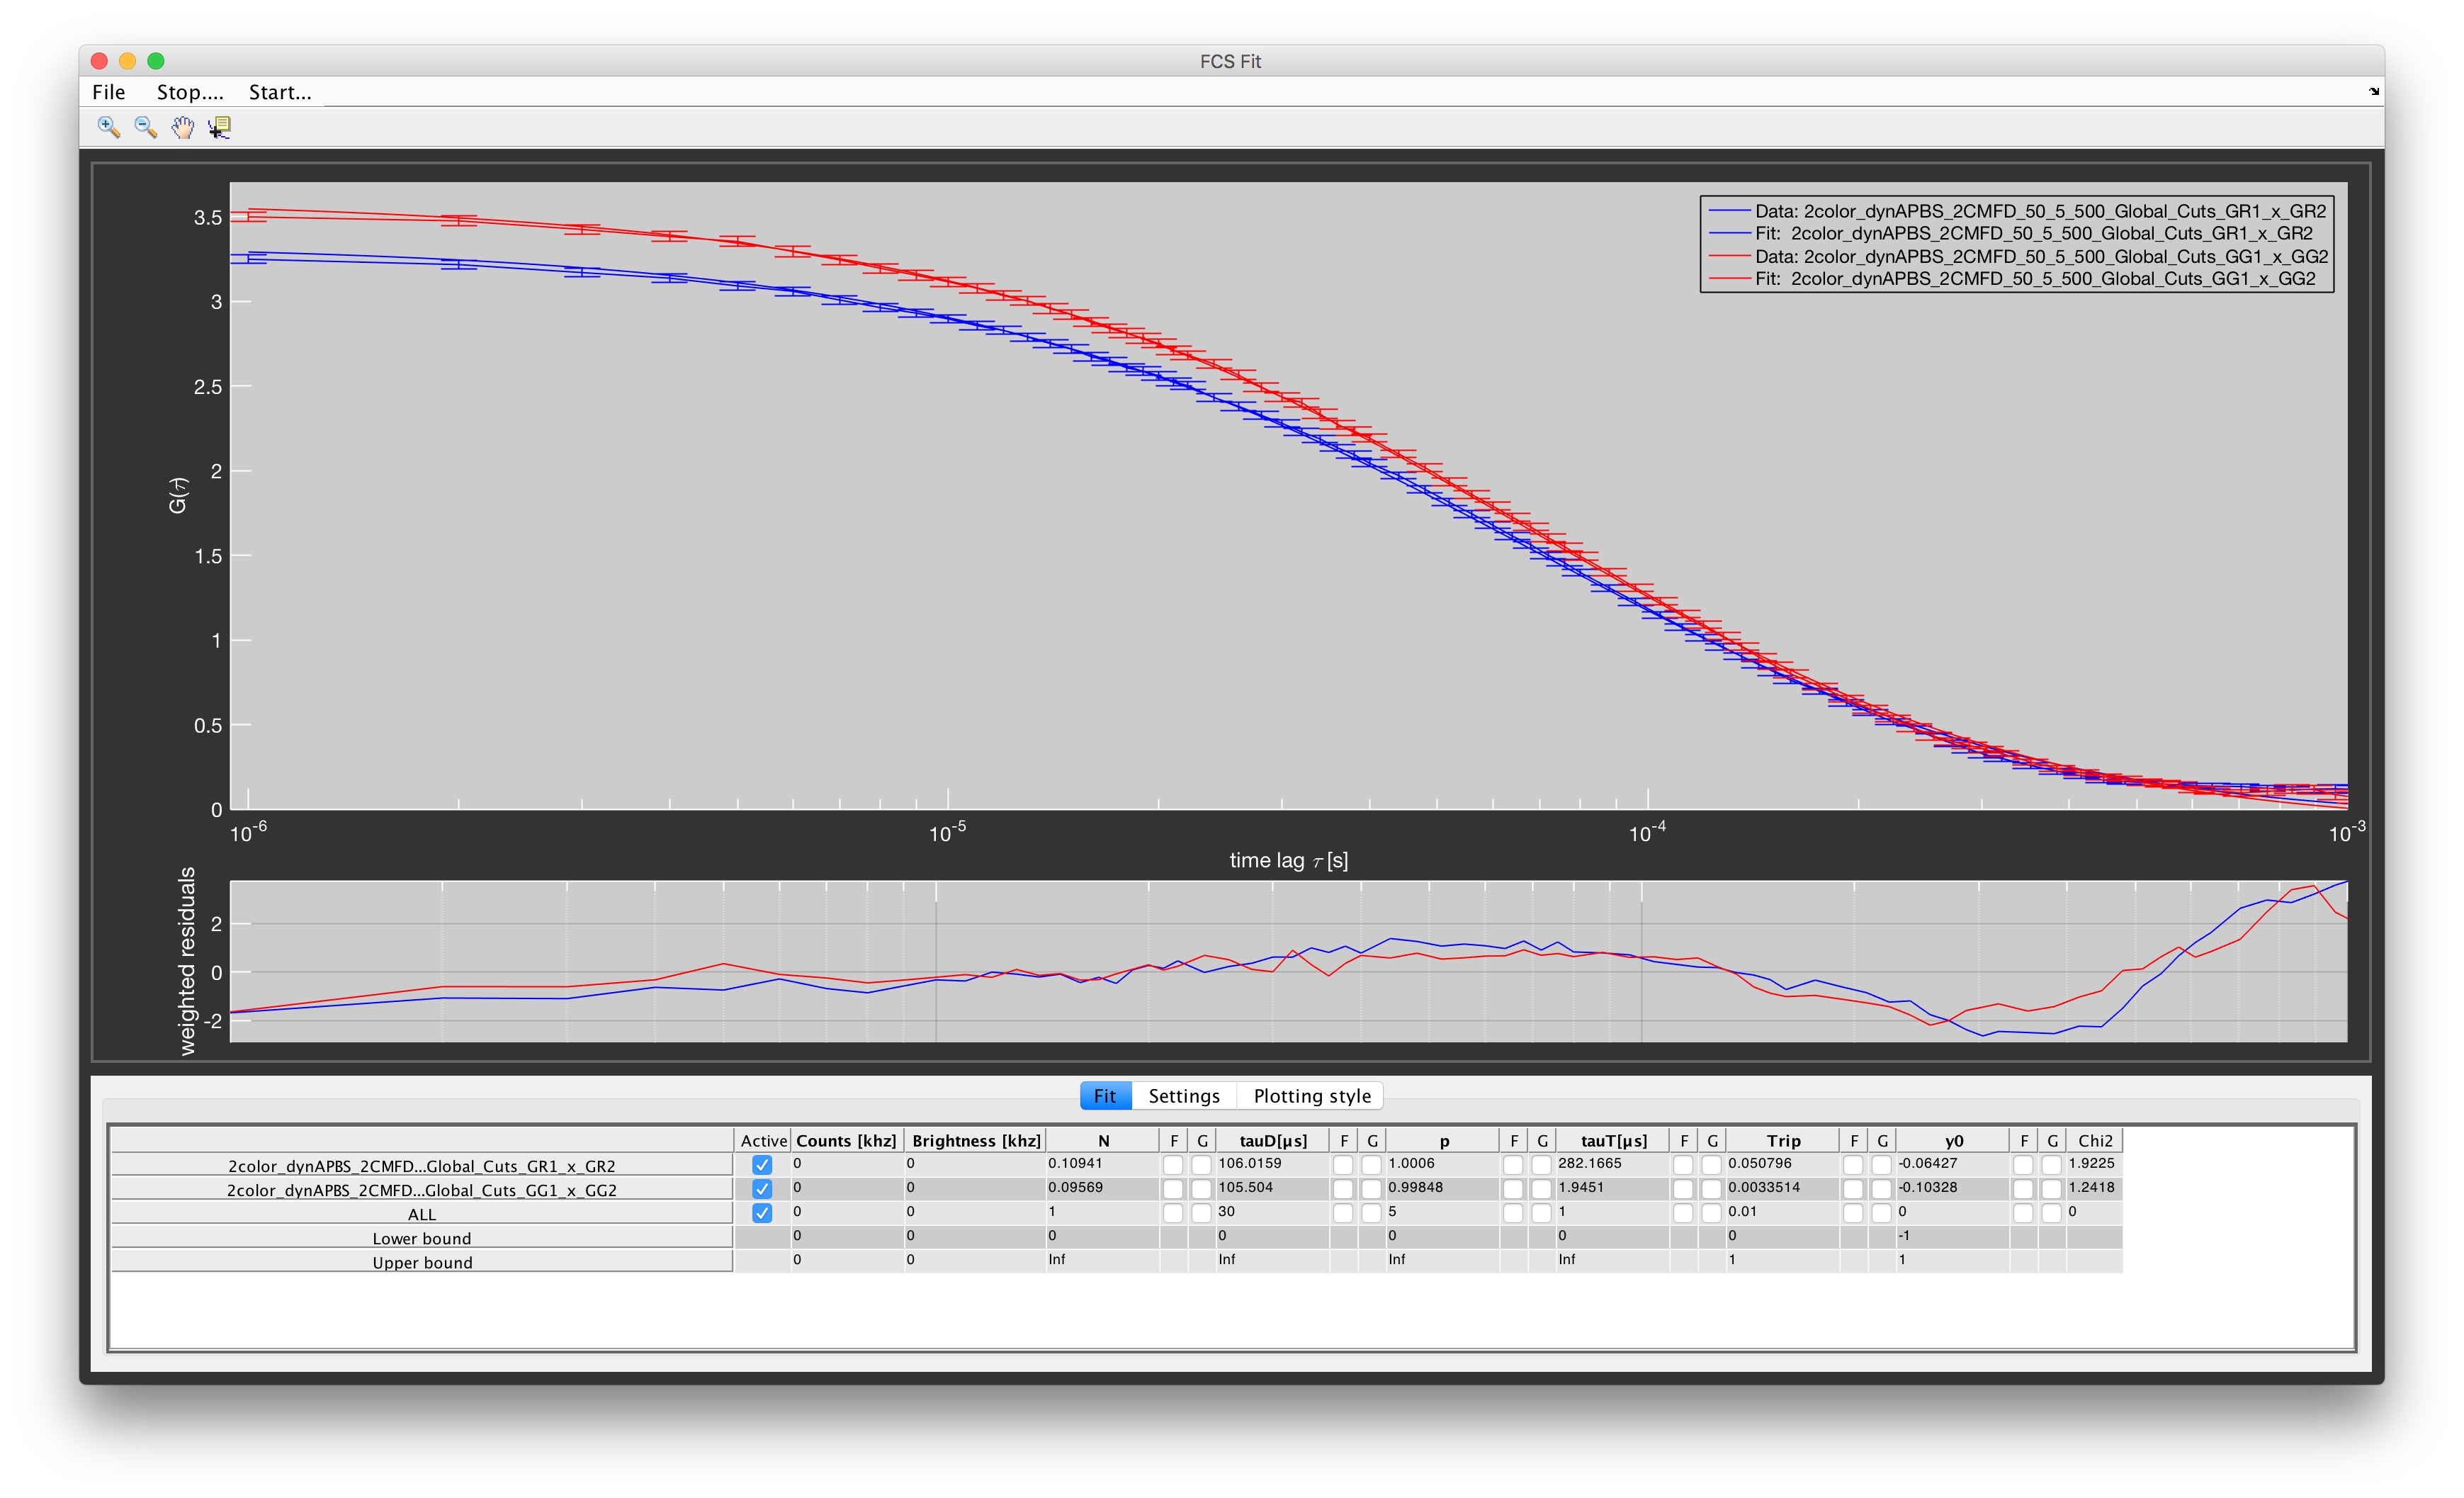 FCS Fit
File Stop.... Start...
Data: 2color_dynAPBS_2CMFD_50_5_500_Global_Cuts_GR1_x_GR2
Fit: 2color_dynAPBS_2CMFD_50_5_500_Global_Cuts_GR1_x_GR2
Data: 2color_dynAPBS_2CMFD_50_5_500_Global_Cuts_GG1_x_GG2
Fit: 2color_dynAPBS_2CMFD_50_5_500_Global_Cuts_GG1_x_GG2
3.5
3
2.5
2
1.5
1
0.5
0
G(τ)
10-6 10-5 10-4 10-3
time lag τ [s]
weighted residuals
2
0
-2
Fit Settings Plotting style
Active Counts [khz] Brightness [khz] N F G tauD[µs] F G p F G tauT[µs] F G Trip F G y0 F G Chi2
2color_dynAPBS_2CMFD...Global_Cuts_GR1_x_GR2 0 0 0.10941 106.0159 1.0006 282.1665 0.050796 -0.06427 1.9225
2color_dynAPBS_2CMFD...Global_Cuts_GG1_x_GG2 0 0 0.09569 105.504 0.99848 1.9451 0.0033514 -0.10328 1.2418
ALL 0 0 1 30 5 1 0.01 0 0
Lower bound 0 0 0 0 0 0 0 -1
Upper bound 0 0 Inf Inf Inf Inf 1 1